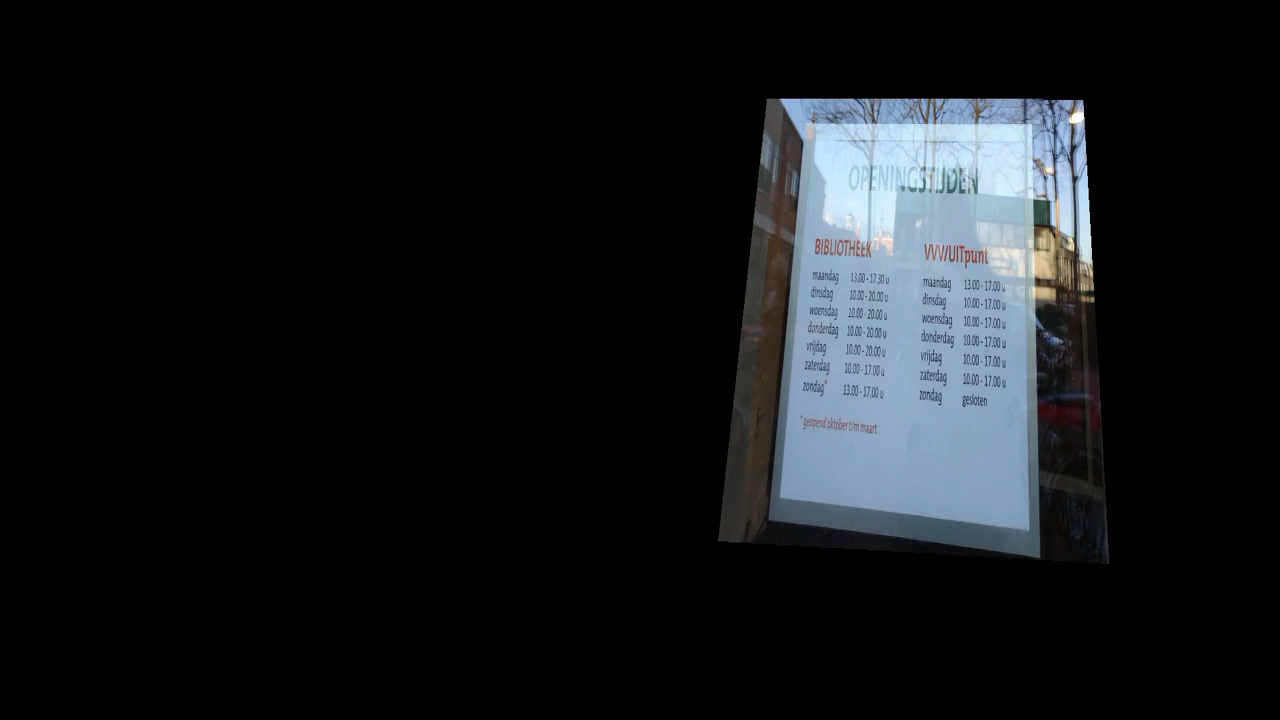 OPENINGSTIJDEN
BIBLIOTHEEK
maandag 13.00 - 17.30 u
dinsdag 10.00 - 20.00 u
woensdag 10.00 - 20.00 u
donderdag 10.00 - 20.00 u
vrijdag 10.00 - 20.00 u
zaterdag 10.00 - 17.00 u
zondag* 13.00 - 17.00 u
*geopend oktober t/m maart
VVV/UITpunt
maandag 13.00 - 17.00 u
dinsdag 10.00 - 17.00 u
woensdag 10.00 - 17.00 u
donderdag 10.00 - 17.00 u
vrijdag 10.00 - 17.00 u
zaterdag 10.00 - 17.00 u
zondag gesloten